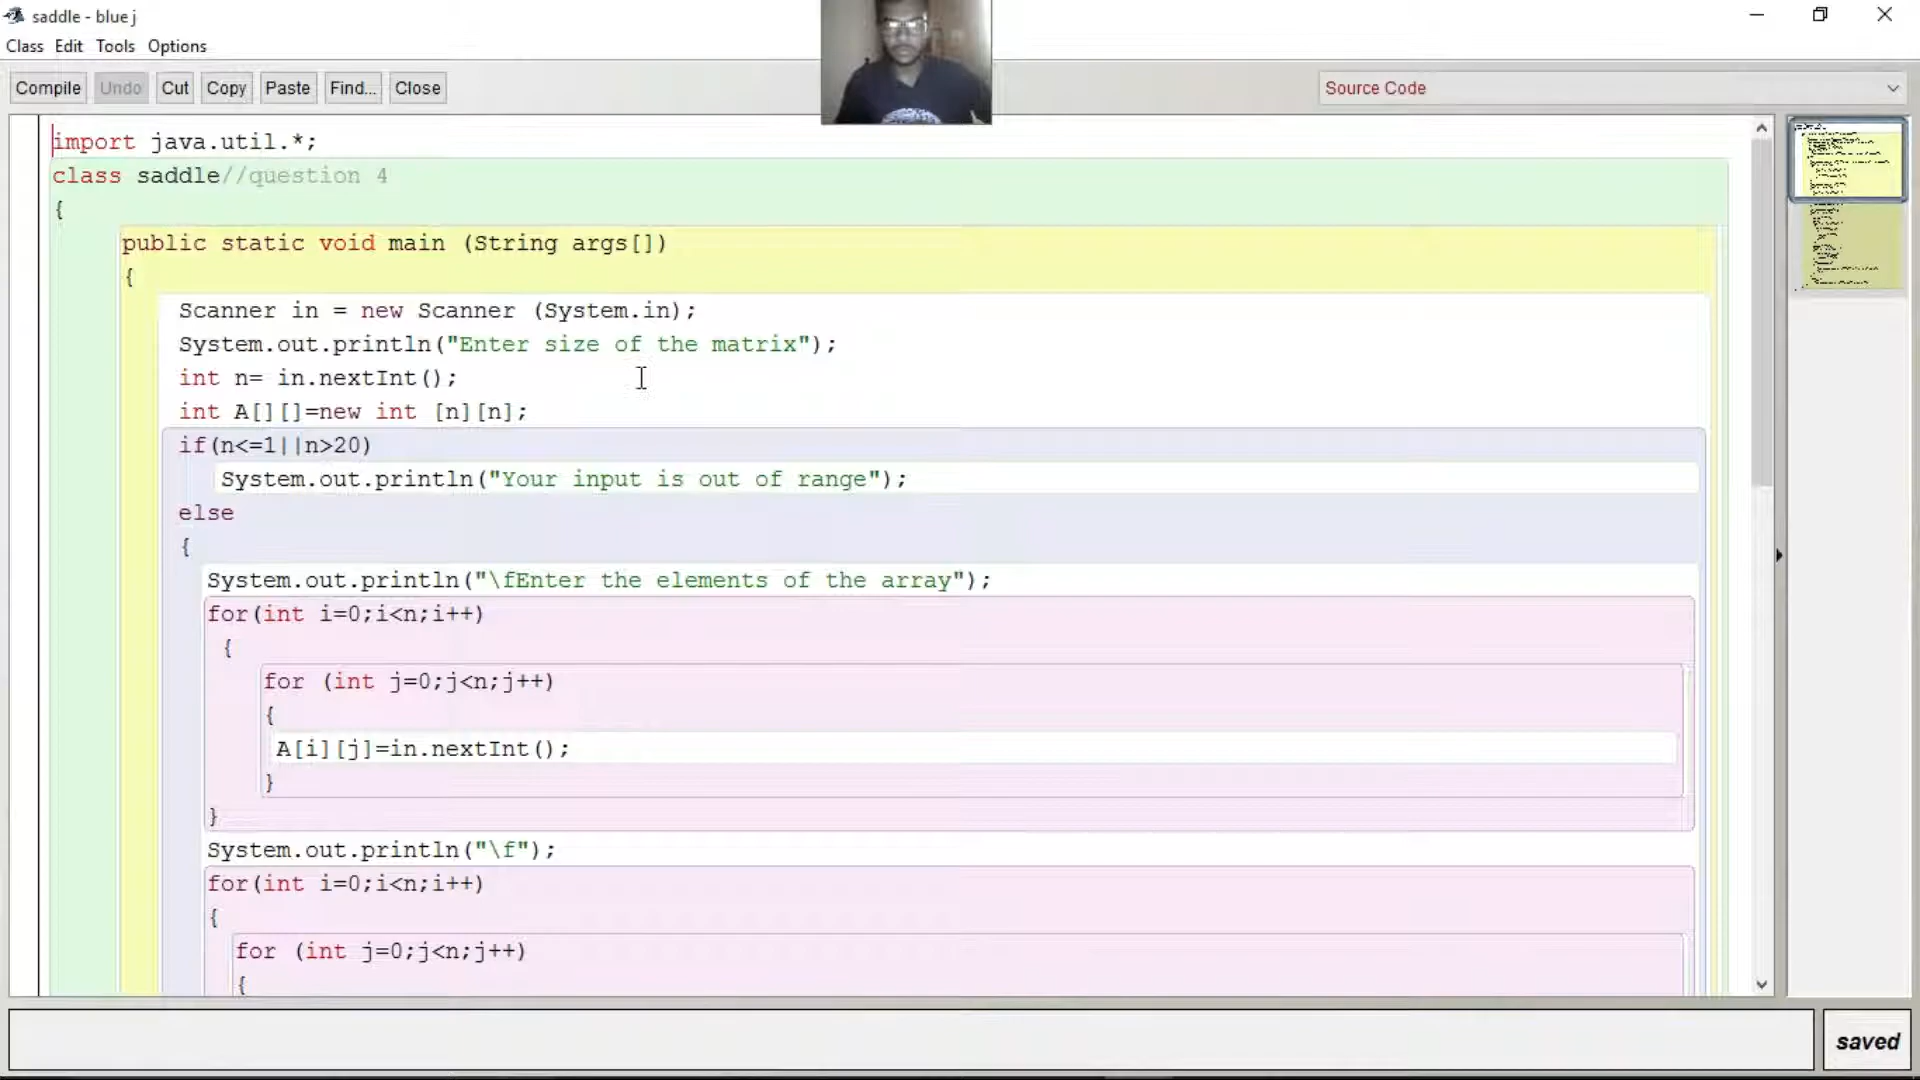 saddle - blue j
Class Edit Tools Options
Compile Undo Cut Copy Paste Find... Close Source Code
import java.util.*;
class saddle//question 4
{
public static void main (String args[])
{
Scanner in = new Scanner (System.in);
System.out.println("Enter size of the matrix");
int n= in.nextInt();
int A[][]=new int [n][n];
if(n<=1||n>20)
System.out.println("Your input is out of range");
else
{
System.out.println("\fEnter the elements of the array");
for(int i=0;i<n;i++)
{
for (int j=0;j<n;j++)
{
A[i][j]=in.nextInt();
}
}
System.out.println("\f");
for(int i=0;i<n;i++)
{
for (int j=0;j<n;j++)
{
saved